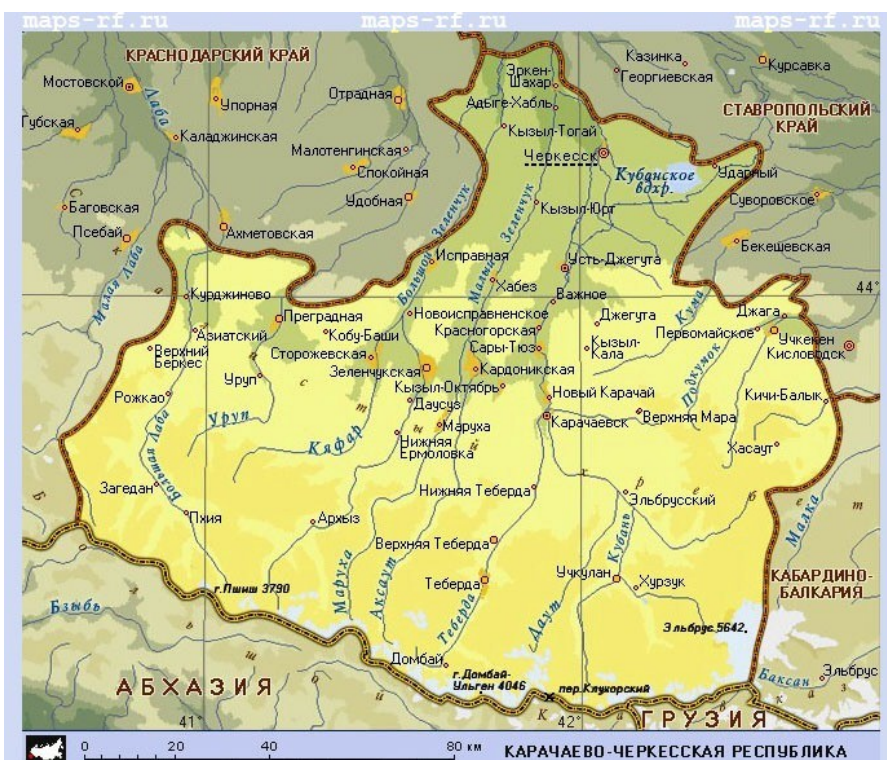 maps-rf.ru maps-rf.ru maps-rf.ru
КРАСНОДАРСКИЙ КРАЙ
Казинка
Курсавка
Георгиевская
Эркен-
Шахар
Мостовской
Лаба
Упорная
Отрадная
Адыге-Хабль
СТАВРОПОЛЬСКИЙ
КРАЙ
Губская
Каладжинская
Кызыл-Тогай
Малотенгинская
Черкесск
Спокойная
Кубанское
вдхр.
Ударный
Баговская
Удобная
Кызыл-Юрт
Суворовское
Псебай
Ахметовская
Большой Зеленчук
Малый Зеленчук
Бекешевская
Малая Лаба
Исправная
Усть-Джегута
Хабез
44°
Курджиново
Важное
Кума
Преградная
Новоисправненское
Джегута
Джага
Азиатский
Кобу-Баши
Красногорская
Первомайское
Учкекен
Верхний
Беркес
Сторожевская
Сары-Тюз
Кызыл-
Кала
Кисловодск
Зеленчукская
Кардоникская
Подкумок
Уруп
Кызыл-Октябрь
Рожкао
Новый Карачай
Кичи-Балык
Даусуз
Верхняя Мара
Уруп
Маруха
Карачаевск
Кяфар
Нижняя
Ермоловка
Хасаут
Большая Лаба
Загедан
Нижняя Теберда
Эльбрусский
Пхия
Архыз
Малка
Верхняя Теберда
Кубань
Маруха
Аксаут
Теберда
Учкулан
Хурзук
КАБАРДИНО-
БАЛКАРИЯ
г.Пшиш 3790
Бзыбь
Теберда
Даут
Эльбрус 5642
Домбай
г.Домбай-
Ульген 4046
пер.Клухорский
Баксан
Эльбрус
АБХАЗИЯ
41°
42°
ГРУЗИЯ
Большой Кавказ
Скалистый хребет
0 20 40 80 км
КАРАЧАЕВО-ЧЕРКЕССКАЯ РЕСПУБЛИКА